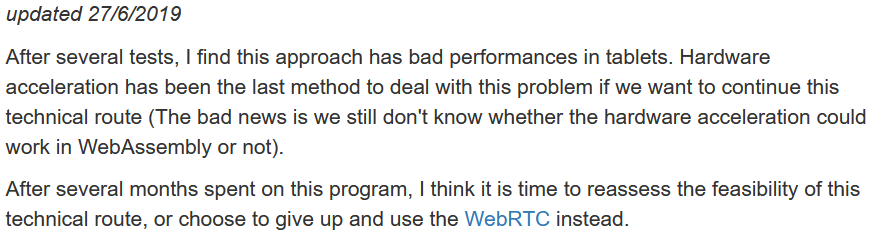 updated 27/6/2019
After several tests, I find this approach has bad performances in tablets. Hardware
acceleration has been the last method to deal with this problem if we want to continue this
technical route (The bad news is we still don't know whether the hardware acceleration could
work in WebAssembly or not).
After several months spent on this program, I think it is time to reassess the feasibility of this
technical route, or choose to give up and use the WebRTC instead.